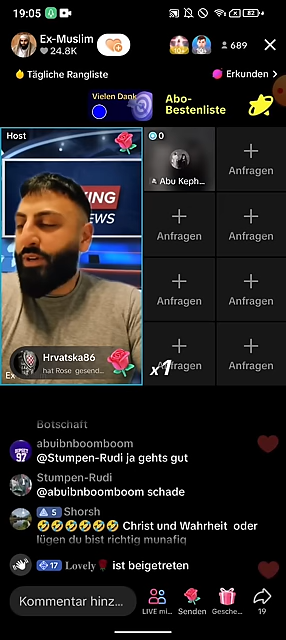 19:05
Ex-Muslim
24.8K
689
Tägliche Rangliste
Erkunden
Vielen Dank
Abo-
Bestenliste
Host
0
Abu Keph...
Anfragen
Anfragen
Anfragen
Anfragen
Anfragen
Anfragen
Anfragen
NEWS
Hrvatska86
hat Rose gesend...
x1
Ex
Botschaft
abuibnboomboom
@Stumpen-Rudi ja gehts gut
Stumpen-Rudi
@abuibnboomboom schade
5 Shorsh
🤣🤣🤣🤣🤣🤣 Christ und Wahrheit oder
lügen du bist richtig munafiq
17 Lovely🌹 ist beigetreten
Kommentar hinz...
LIVE mi...
Senden
Gesche...
19